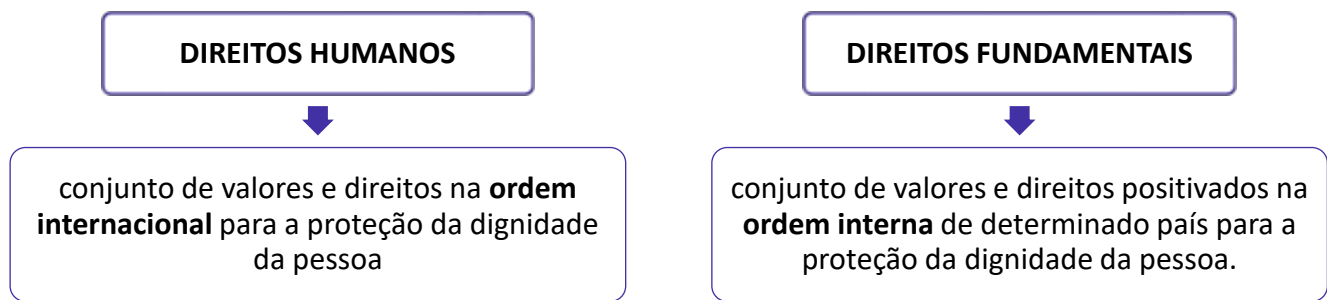 DIREITOS HUMANOS
conjunto de valores e direitos na ordem
internacional para a proteção da dignidade
da pessoa
DIREITOS FUNDAMENTAIS
conjunto de valores e direitos positivados na
ordem interna de determinado país para a
proteção da dignidade da pessoa.